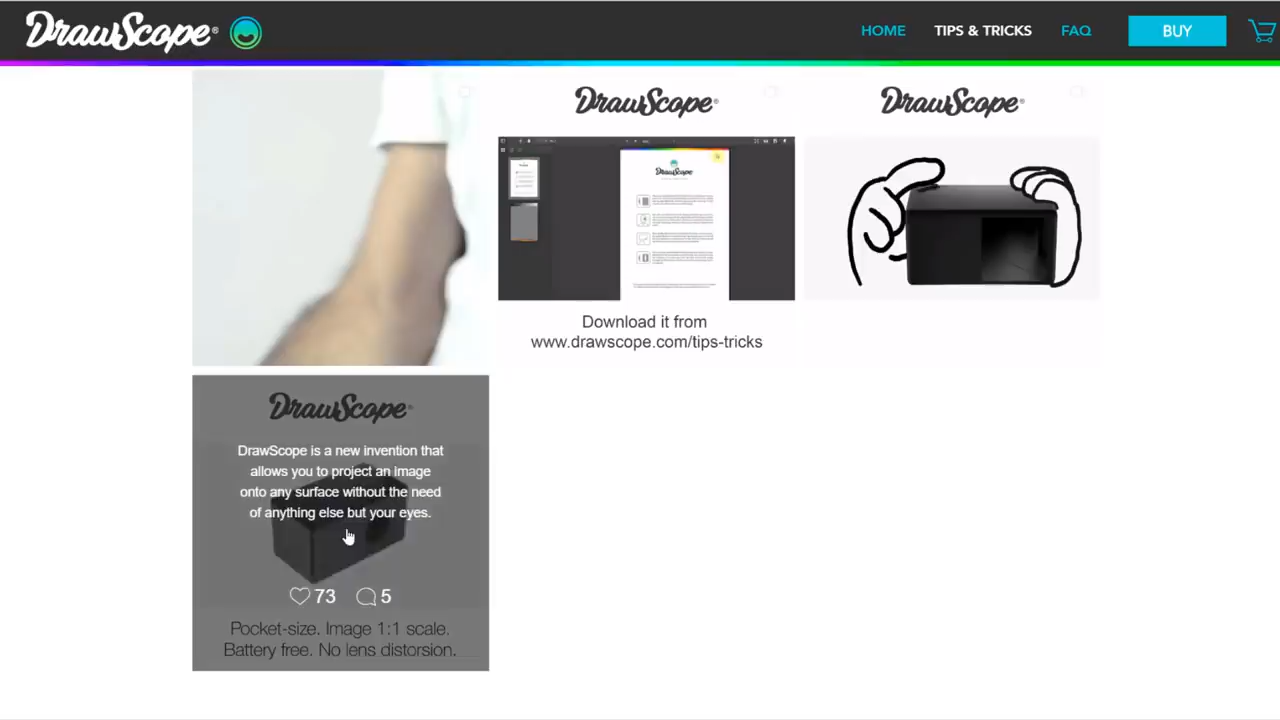 DrawScope®
HOME
TIPS & TRICKS
FAQ
BUY
DrawScope®
DrawScope®
DrawScope
Download it from
www.drawscope.com/tips-tricks
DrawScope®
DrawScope is a new invention that
allows you to project an image
onto any surface without the need
of anything else but your eyes.
73
5
Pocket-size. Image 1:1 scale.
Battery free. No lens distorsion.